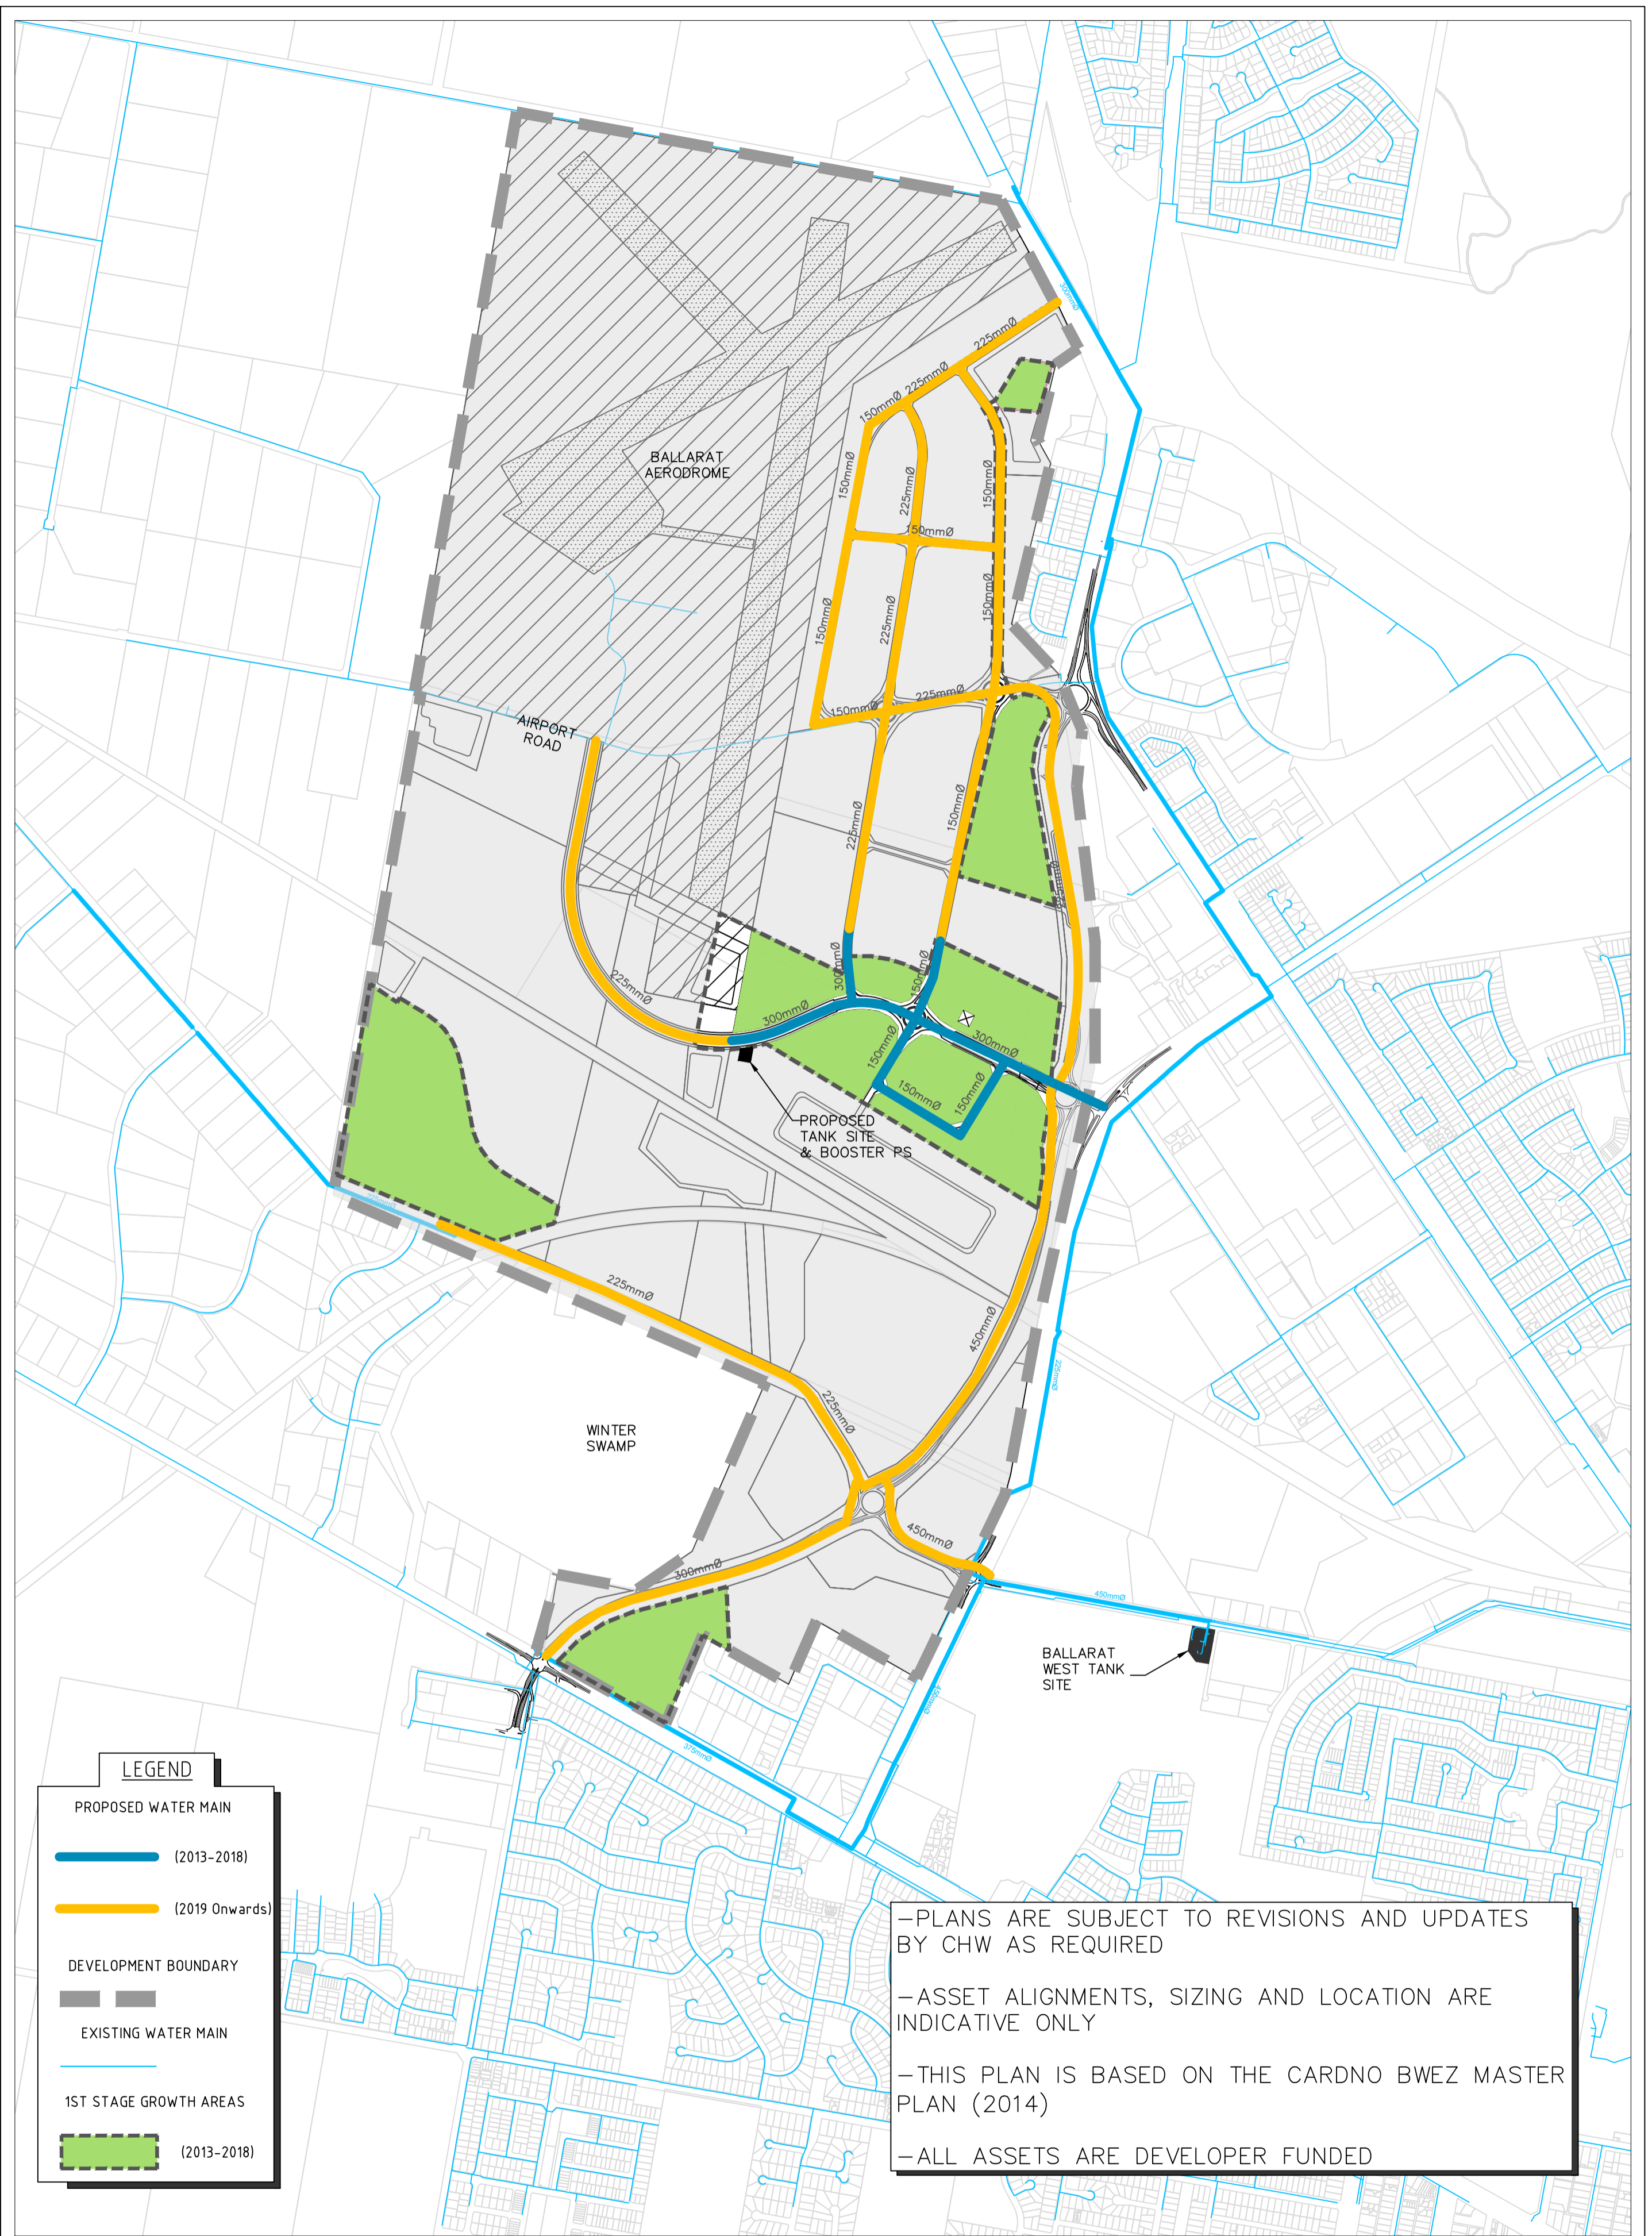 300mmØ
225mmØ
225mmØ
150mmØ
BALLARAT
AERODROME
150mmØ
225mmØ
150mmØ
150mmØ
150mmØ
150mmØ
225mmØ
225mmØ
150mmØ
AIRPORT
ROAD
150mmØ
225mmØ
300mmØ
150mmØ
225mmØ
300mmØ
300mmØ
150mmØ
150mmØ
150mmØ
PROPOSED
TANK SITE
& BOOSTER PS
225mmØ
450mmØ
225mmØ
225mmØ
WINTER
SWAMP
450mmØ
300mmØ
450mmØ
BALLARAT
WEST TANK
SITE
450mmØ
375mmØ
LEGEND
PROPOSED WATER MAIN
(2013-2018)
(2019 Onwards)
DEVELOPMENT BOUNDARY
EXISTING WATER MAIN
1ST STAGE GROWTH AREAS
(2013-2018)
-PLANS ARE SUBJECT TO REVISIONS AND UPDATES
BY CHW AS REQUIRED
-ASSET ALIGNMENTS, SIZING AND LOCATION ARE
INDICATIVE ONLY
-THIS PLAN IS BASED ON THE CARDNO BWEZ MASTER
PLAN (2014)
-ALL ASSETS ARE DEVELOPER FUNDED